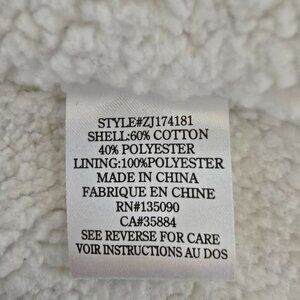 STYLE#ZJ174181
SHELL:60% COTTON
40% POLYESTER
LINING:100%POLYESTER
MADE IN CHINA
FABRIQUE EN CHINE
RN#135090
CA#35884
SEE REVERSE FOR CARE
VOIR INSTRUCTIONS AU DOS